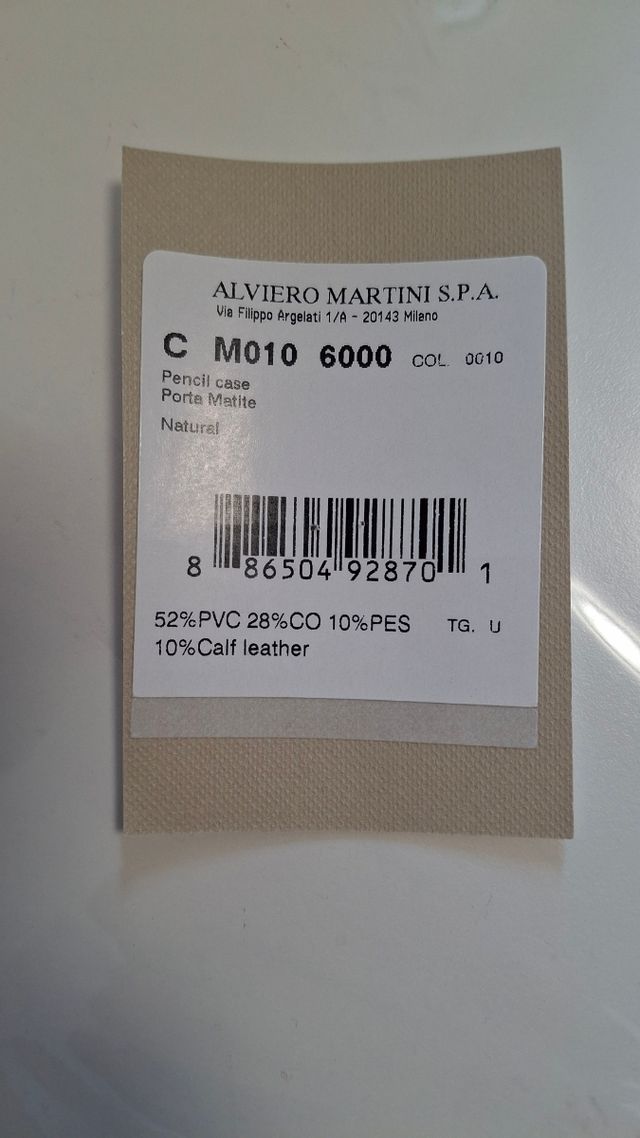 ALVIERO MARTINI S.P.A.
Via Filippo Argelati 1/A - 20143 Milano
C M010 6000 COL. 0010
Pencil case
Porta Matite
Natural
8 86504 92870 1
52%PVC 28%CO 10%PES TG. U
10%Calf leather